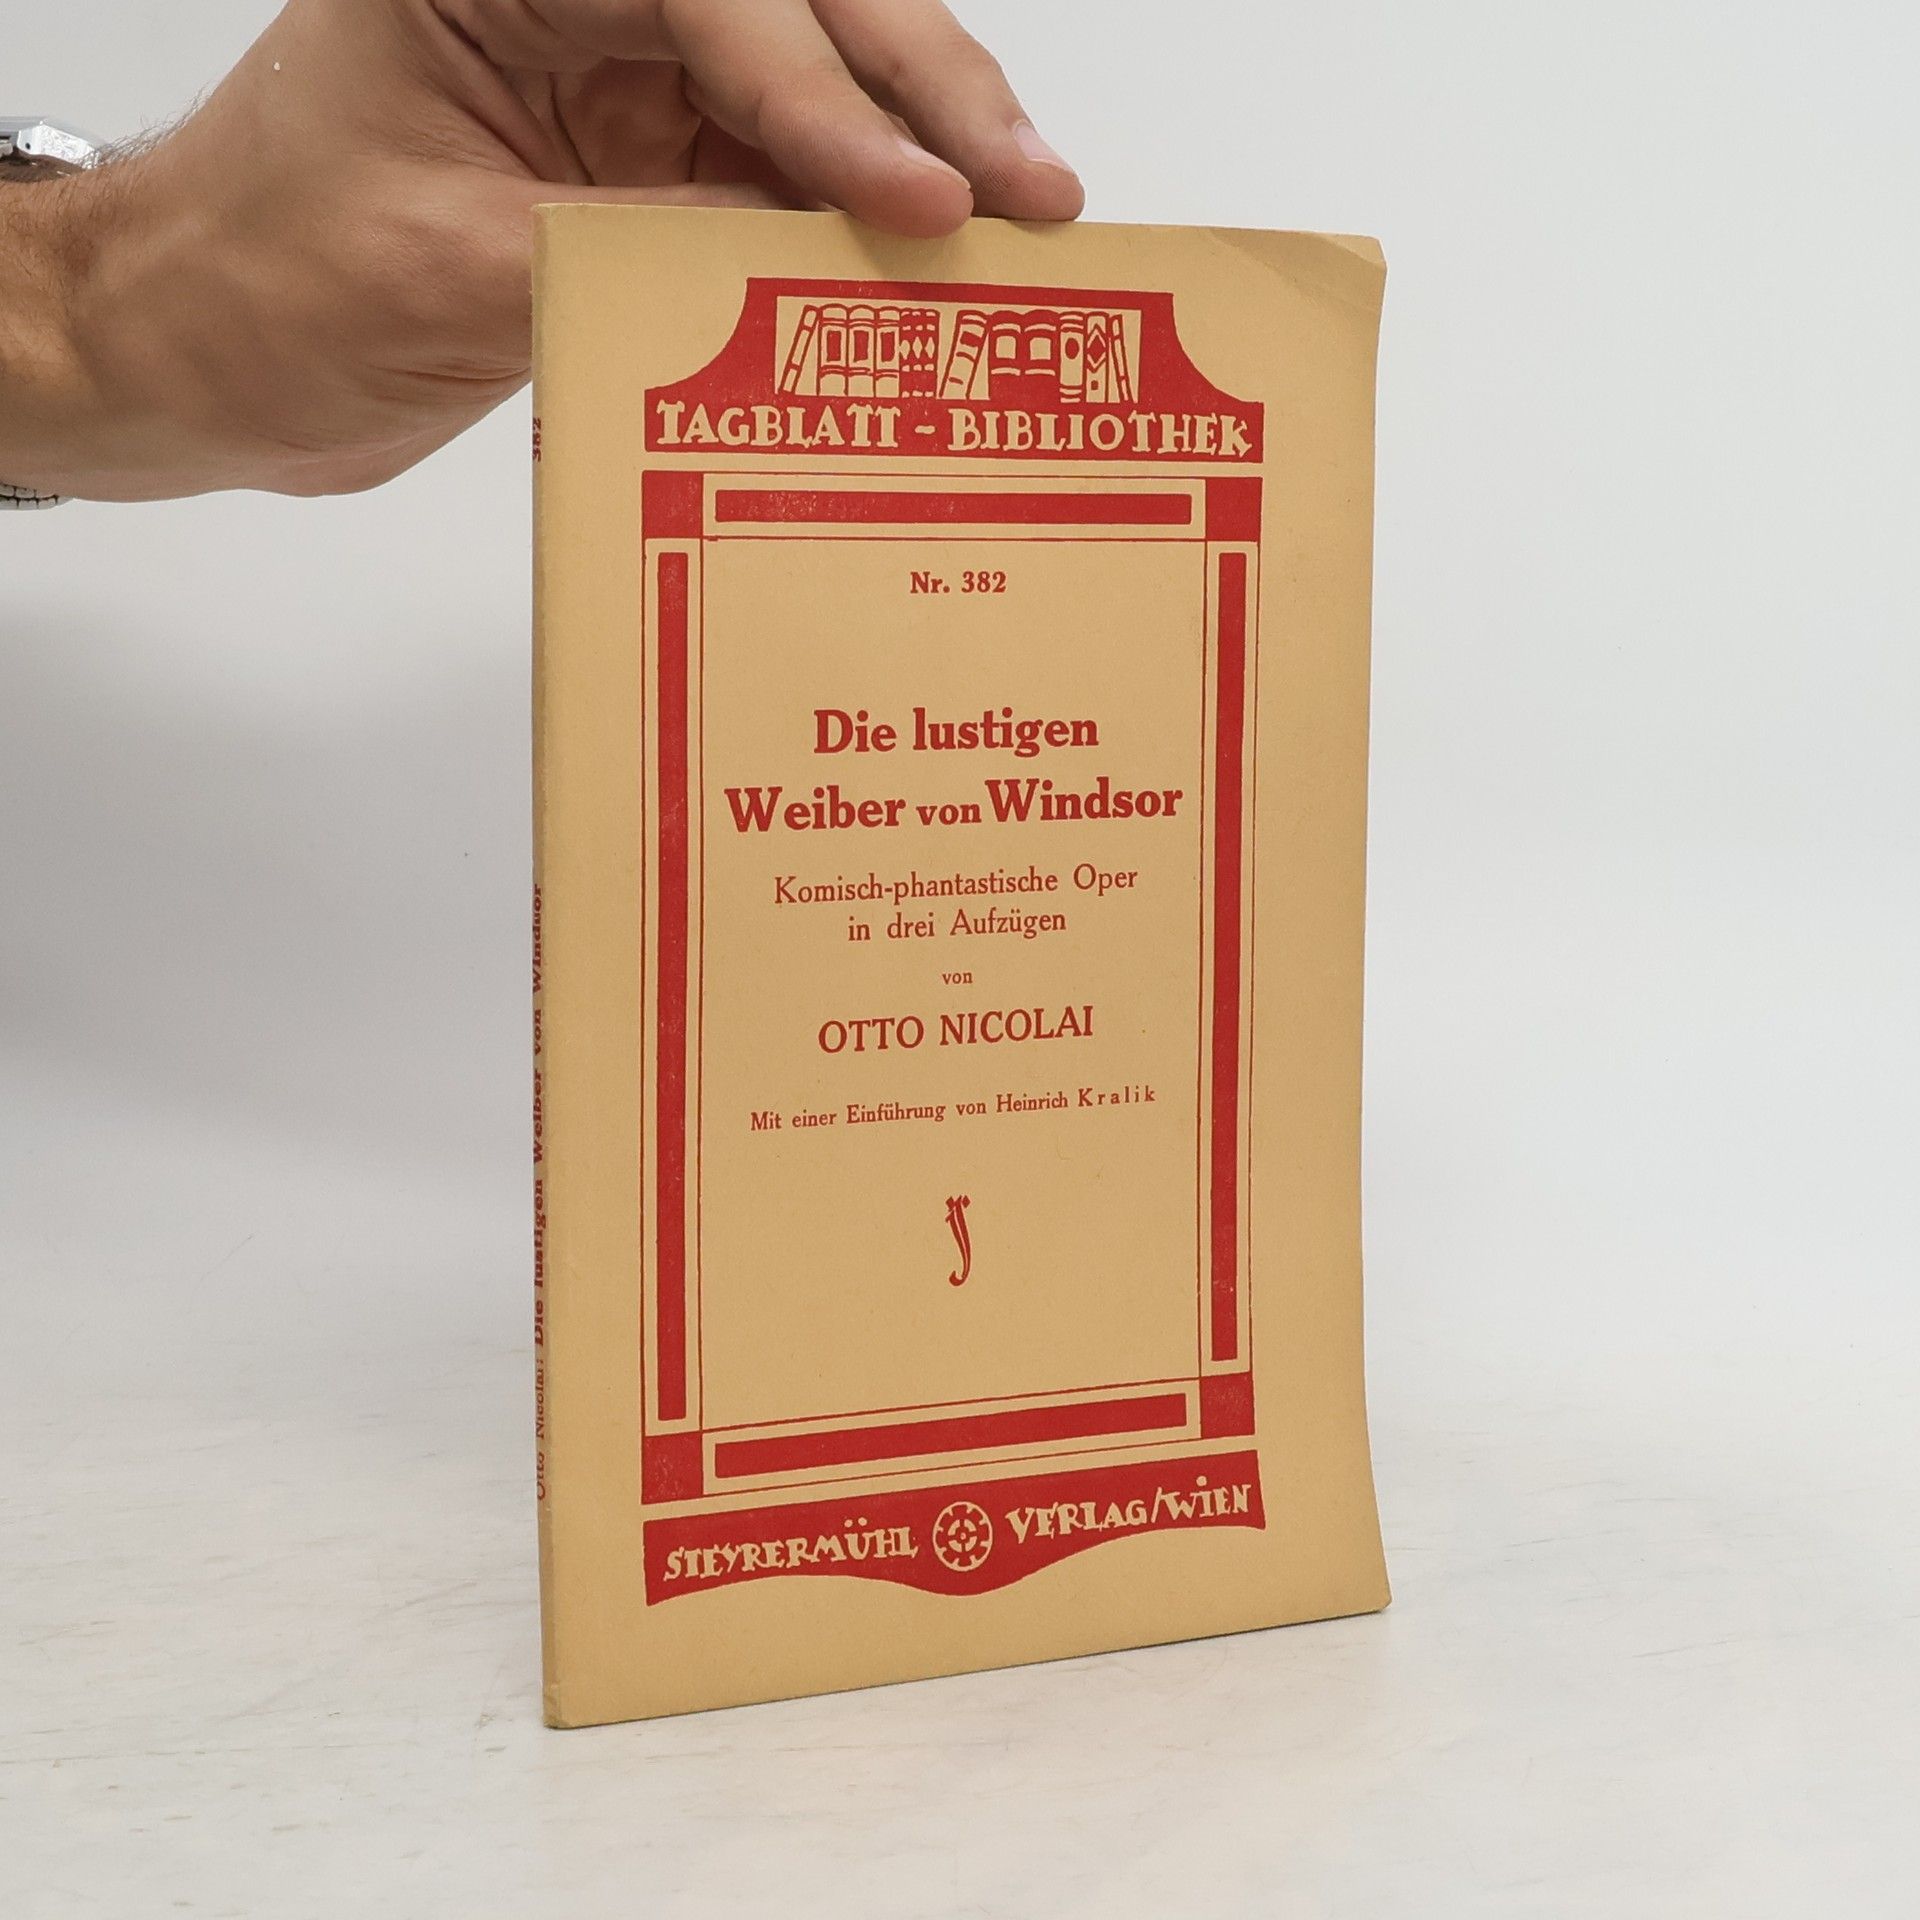 TAGBLATT - BIBLIOTHEK
Nr. 382
Die lustigen
Weiber von Windsor
Komisch-phantastische Oper
in drei Aufzügen
von
OTTO NICOLAI
Mit einer Einführung von Heinrich Kralik
STEYRERMÜHL VERLAG/WIEN
382
Otto Nicolai: Die lustigen Weiber von Windsor